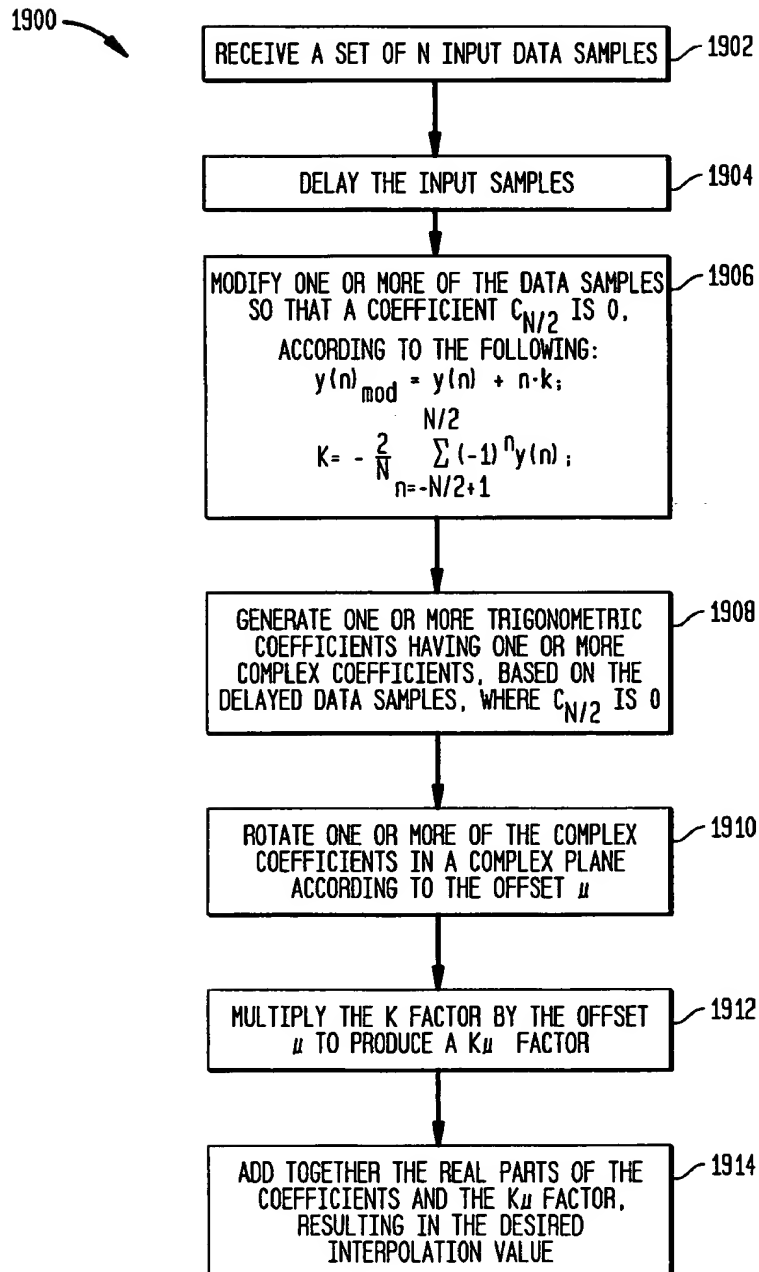 1900
RECEIVE A SET OF N INPUT DATA SAMPLES
1902
DELAY THE INPUT SAMPLES
1904
MODIFY ONE OR MORE OF THE DATA SAMPLES
SO THAT A COEFFICIENT C_{N/2} IS 0,
ACCORDING TO THE FOLLOWING:
y(n)_{mod} = y(n) + n·k;
N/2
K= - 2/N Σ (-1)^n y(n);
n=-N/2+1
1906
GENERATE ONE OR MORE TRIGONOMETRIC
COEFFICIENTS HAVING ONE OR MORE
COMPLEX COEFFICIENTS, BASED ON THE
DELAYED DATA SAMPLES, WHERE C_{N/2} IS 0
1908
ROTATE ONE OR MORE OF THE COMPLEX
COEFFICIENTS IN A COMPLEX PLANE
ACCORDING TO THE OFFSET μ
1910
MULTIPLY THE K FACTOR BY THE OFFSET
μ TO PRODUCE A Kμ FACTOR
1912
ADD TOGETHER THE REAL PARTS OF THE
COEFFICIENTS AND THE Kμ FACTOR,
RESULTING IN THE DESIRED
INTERPOLATION VALUE
1914